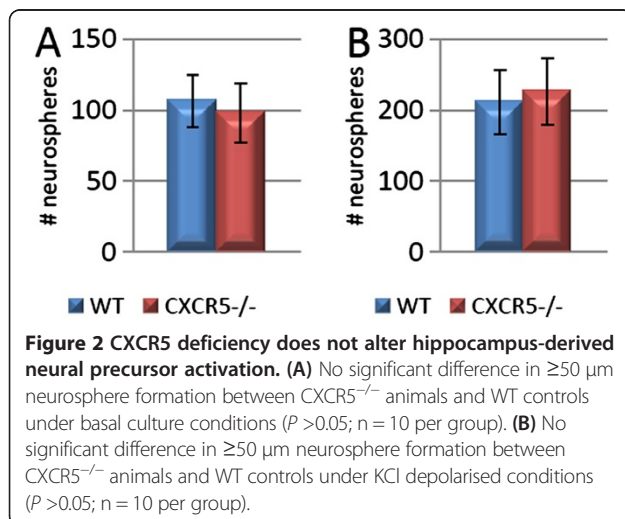 A
150
100
50
0
# neurospheres
WT CXCR5-/-
B
300
200
100
0
# neurospheres
WT CXCR5-/-
Figure 2 CXCR5 deficiency does not alter hippocampus-derived
neural precursor activation. (A) No significant difference in ≥50 μm
neurosphere formation between CXCR5−/− animals and WT controls
under basal culture conditions (P >0.05; n = 10 per group). (B) No
significant difference in ≥50 μm neurosphere formation between
CXCR5−/− animals and WT controls under KCl depolarised conditions
(P >0.05; n = 10 per group).